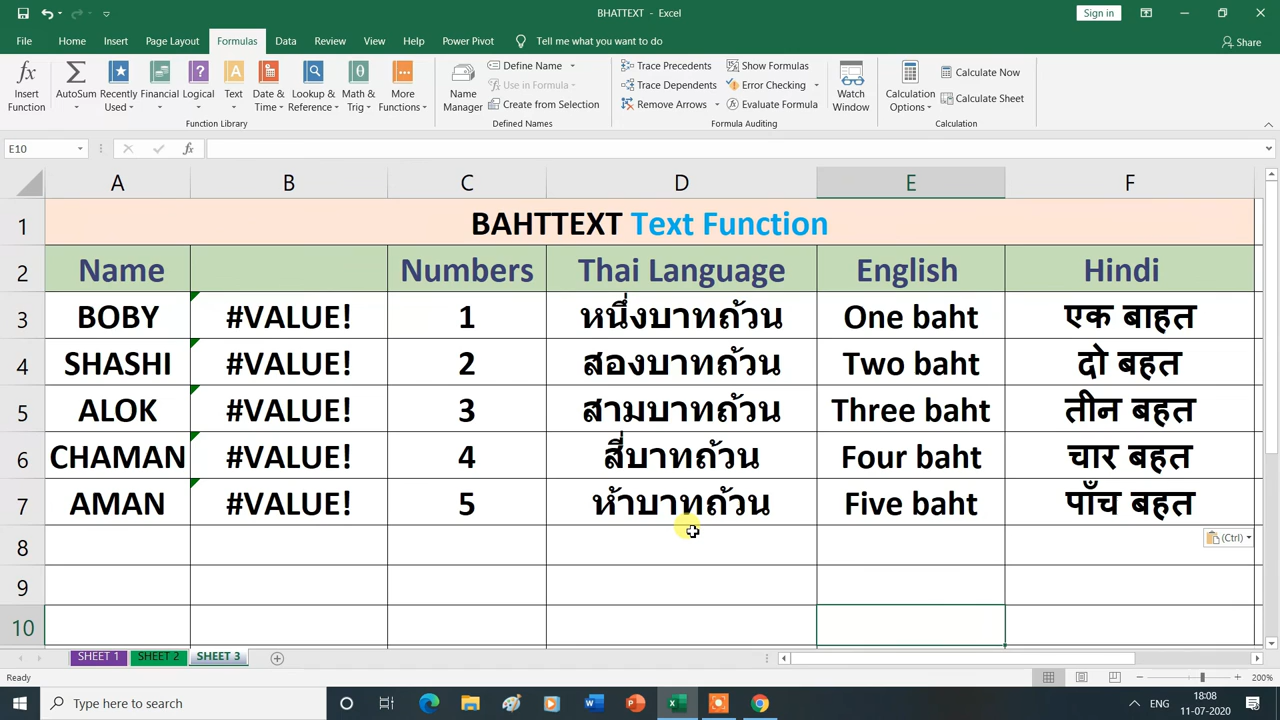 BHATTEXT - Excel
Sign in
File Home Insert Page Layout Formulas Data Review View Help Power Pivot Tell me what you want to do Share
Insert Function AutoSum Recently Used Financial Logical Text Date & Time Lookup & Reference Math & Trig More Functions
Function Library
Name Manager Define Name Use in Formula Create from Selection
Defined Names
Trace Precedents Trace Dependents Remove Arrows Show Formulas Error Checking Evaluate Formula Watch Window
Formula Auditing
Calculation Options Calculate Now Calculate Sheet
Calculation
E10 fx
A B C D E F
1 BAHTTEXT Text Function
2 Name Numbers Thai Language English Hindi
3 BOBY #VALUE! 1 หนึ่งบาทถ้วน One baht एक बाहत
4 SHASHI #VALUE! 2 สองบาทถ้วน Two baht दो बहत
5 ALOK #VALUE! 3 สามบาทถ้วน Three baht तीन बहत
6 CHAMAN #VALUE! 4 สี่บาทถ้วน Four baht चार बहत
7 AMAN #VALUE! 5 ห้าบาทถ้วน Five baht पाँच बहत
8 (Ctrl)
9
10
SHEET 1 SHEET 2 SHEET 3
Ready 200%
Type here to search ENG 18:08
11-07-2020